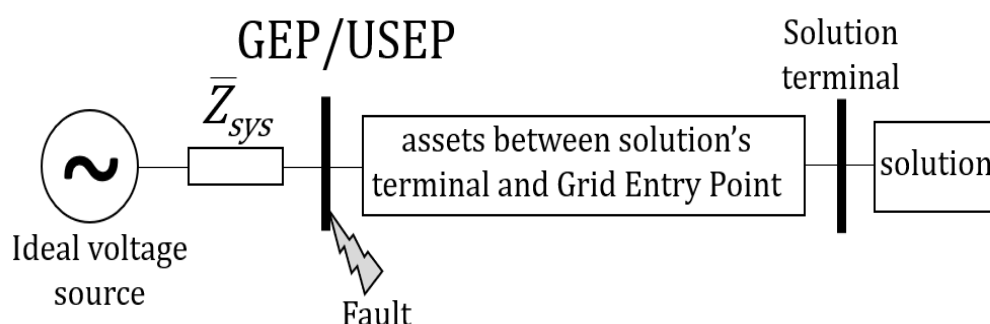 GEP/USEP
Solution
terminal
Z̅sys
assets between solution's
terminal and Grid Entry Point
solution
Ideal voltage
source
Fault